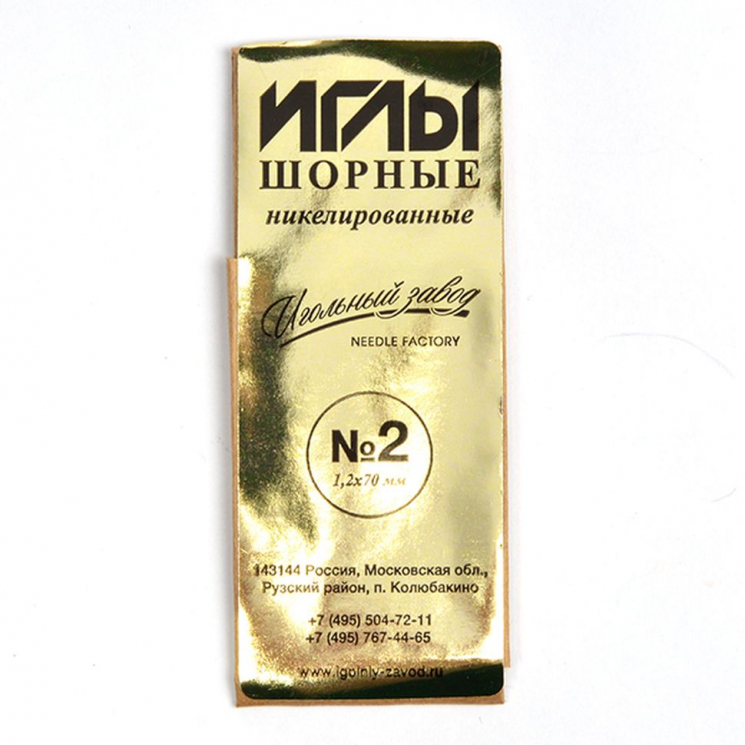 ИГЛЫ
ШОРНЫЕ
никелированные
Игольный завод
NEEDLE FACTORY
№2
1,2х70 мм
143144 Россия, Московская обл.,
Рузский район, п. Колюбакино
+7 (495) 504-72-11
+7 (495) 767-44-65
www.igolniy-zavod.ru